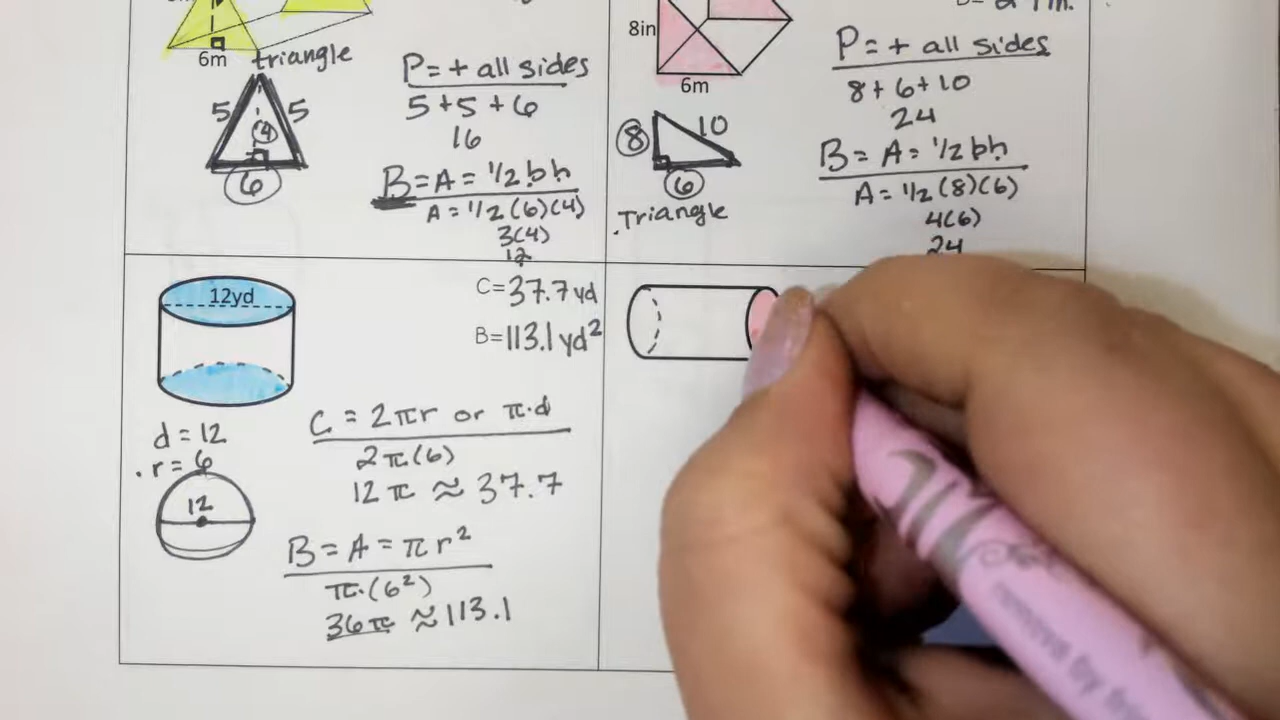 6m
triangle
5
5
4
6
P = + all sides
5 + 5 + 6
16
B = A = 1/2 bh
A = 1/2 (6)(4)
3(4)
12
8in
6m
8
10
6
Triangle
P = + all sides
8 + 6 + 10
24
B = A = 1/2 bh
A = 1/2 (8)(6)
4(6)
24
12yd
C= 37.7 yd
B= 113.1 yd²
d = 12
r = 6
12
C = 2πr or π·d
2π(6)
12π ≈ 37.7
B = A = πr²
π·(6²)
36π ≈ 113.1